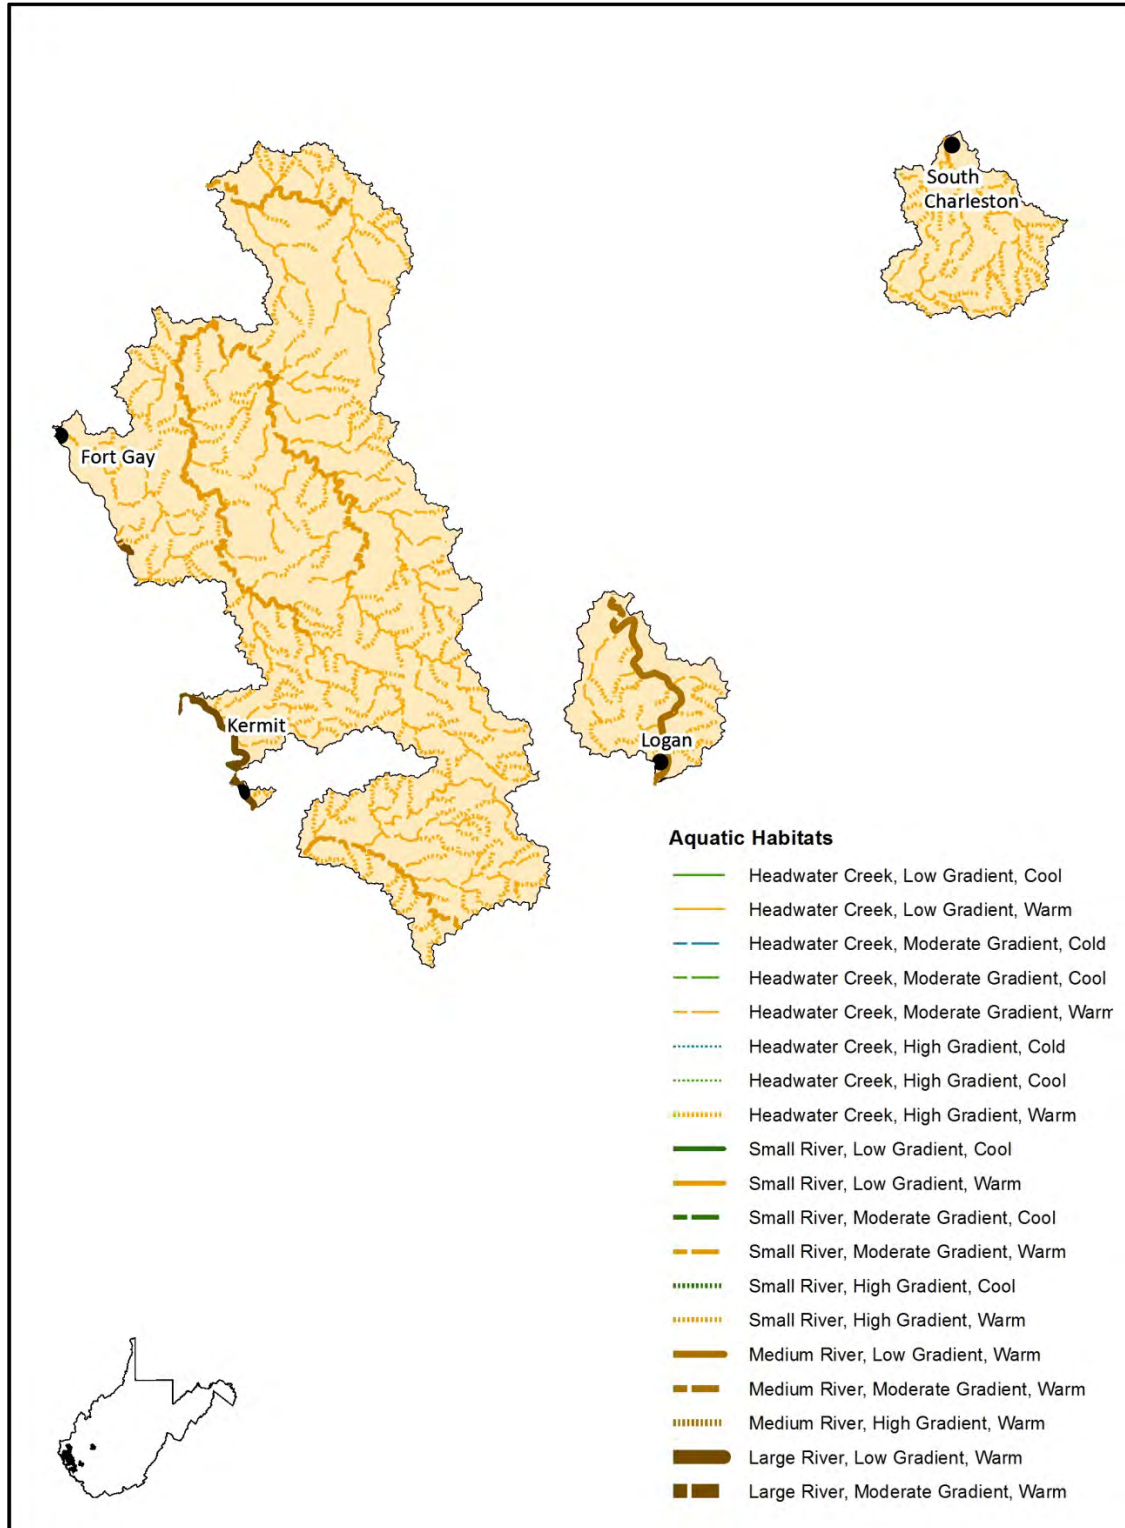 South
Charleston
Fort Gay
Kermit
Logan
Aquatic Habitats
Headwater Creek, Low Gradient, Cool
Headwater Creek, Low Gradient, Warm
Headwater Creek, Moderate Gradient, Cold
Headwater Creek, Moderate Gradient, Cool
Headwater Creek, Moderate Gradient, Warm
Headwater Creek, High Gradient, Cold
Headwater Creek, High Gradient, Cool
Headwater Creek, High Gradient, Warm
Small River, Low Gradient, Cool
Small River, Low Gradient, Warm
Small River, Moderate Gradient, Cool
Small River, Moderate Gradient, Warm
Small River, High Gradient, Cool
Small River, High Gradient, Warm
Medium River, Low Gradient, Warm
Medium River, Moderate Gradient, Warm
Medium River, High Gradient, Warm
Large River, Low Gradient, Warm
Large River, Moderate Gradient, Warm